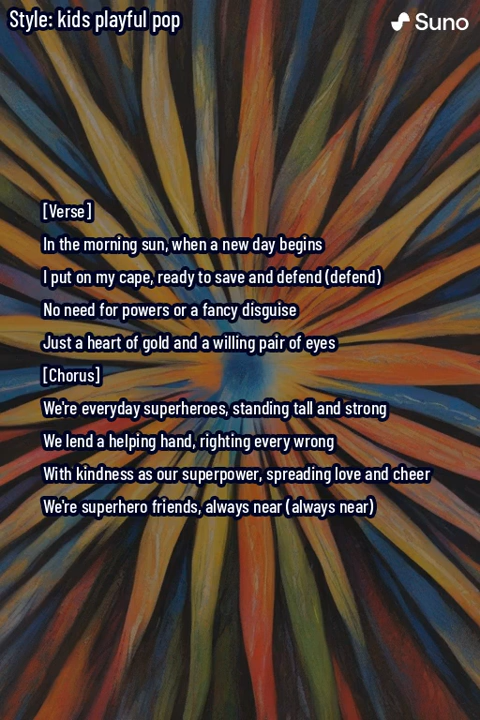 Style: kids playful pop
Suno
[Verse]
In the morning sun, when a new day begins
I put on my cape, ready to save and defend (defend)
No need for powers or a fancy disguise
Just a heart of gold and a willing pair of eyes
[Chorus]
We're everyday superheroes, standing tall and strong
We lend a helping hand, righting every wrong
With kindness as our superpower, spreading love and cheer
We're superhero friends, always near (always near)